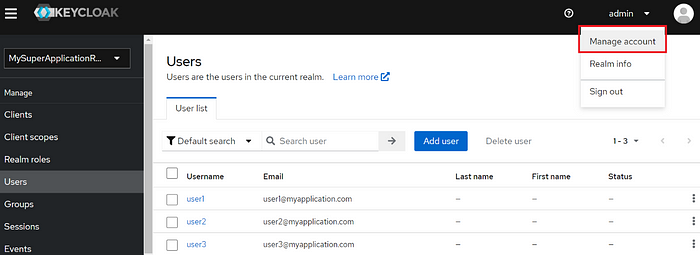 KEYCLOAK
admin
Manage account
Realm info
Sign out
MySuperApplicationR...
Manage
Clients
Client scopes
Realm roles
Users
Groups
Sessions
Events
Users
Users are the users in the current realm. Learn more
User list
Default search
Search user
Add user
Delete user
1 - 3
Username Email Last name First name Status
user1 user1@myapplication.com – – –
user2 user2@myapplication.com – – –
user3 user3@myapplication.com – – –